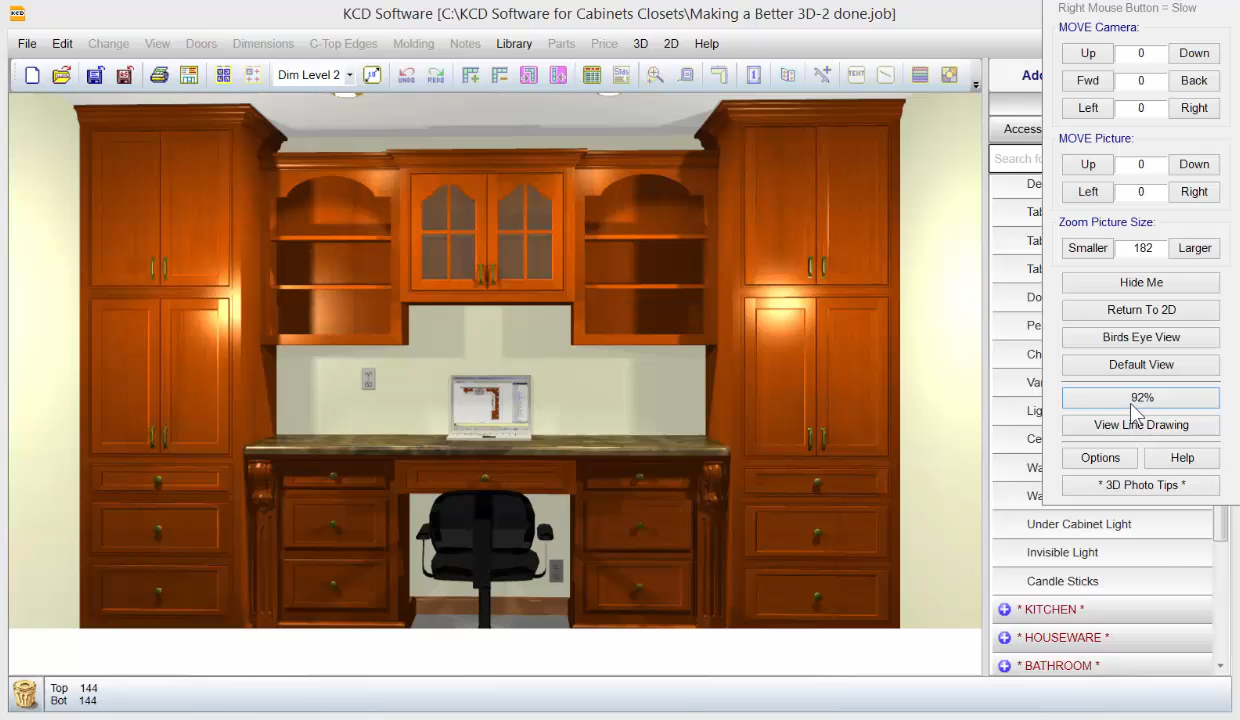 KCD Software [C:\KCD Software for Cabinets Closets\Making a Better 3D-2 done.job]
File Edit Change View Doors Dimensions C-Top Edges Molding Notes Library Parts Price 3D 2D Help
UNDO REDO
Dim Level 2
TEXT
Right Mouse Button = Slow
MOVE Camera:
Up 0 Down
Fwd 0 Back
Left 0 Right
MOVE Picture:
Up 0 Down
Left 0 Right
Zoom Picture Size:
Smaller 182 Larger
Hide Me
Return To 2D
Birds Eye View
Default View
92%
View Line Drawing
Options Help
* 3D Photo Tips *
Under Cabinet Light
Invisible Light
Candle Sticks
* KITCHEN *
* HOUSEWARE *
* BATHROOM *
Top 144
Bot 144